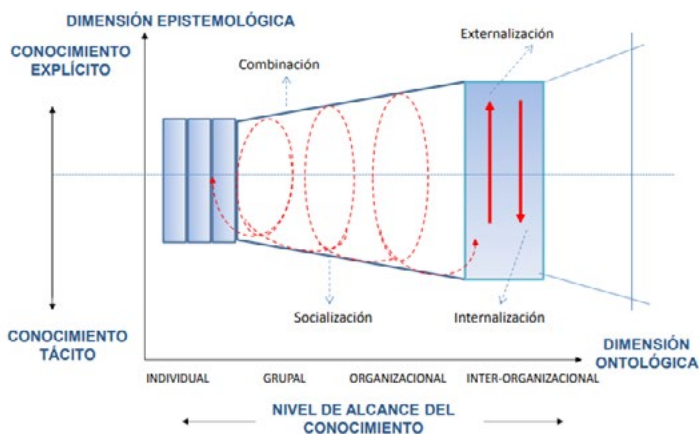 DIMENSIÓN EPISTEMOLÓGICA
CONOCIMIENTO
EXPLÍCITO
Externalización
Combinación
Socialización
Internalización
CONOCIMIENTO
TÁCITO
DIMENSIÓN
ONTOLÓGICA
INDIVIDUAL
GRUPAL
ORGANIZACIONAL
INTER-ORGANIZACIONAL
NIVEL DE ALCANCE DEL
CONOCIMIENTO